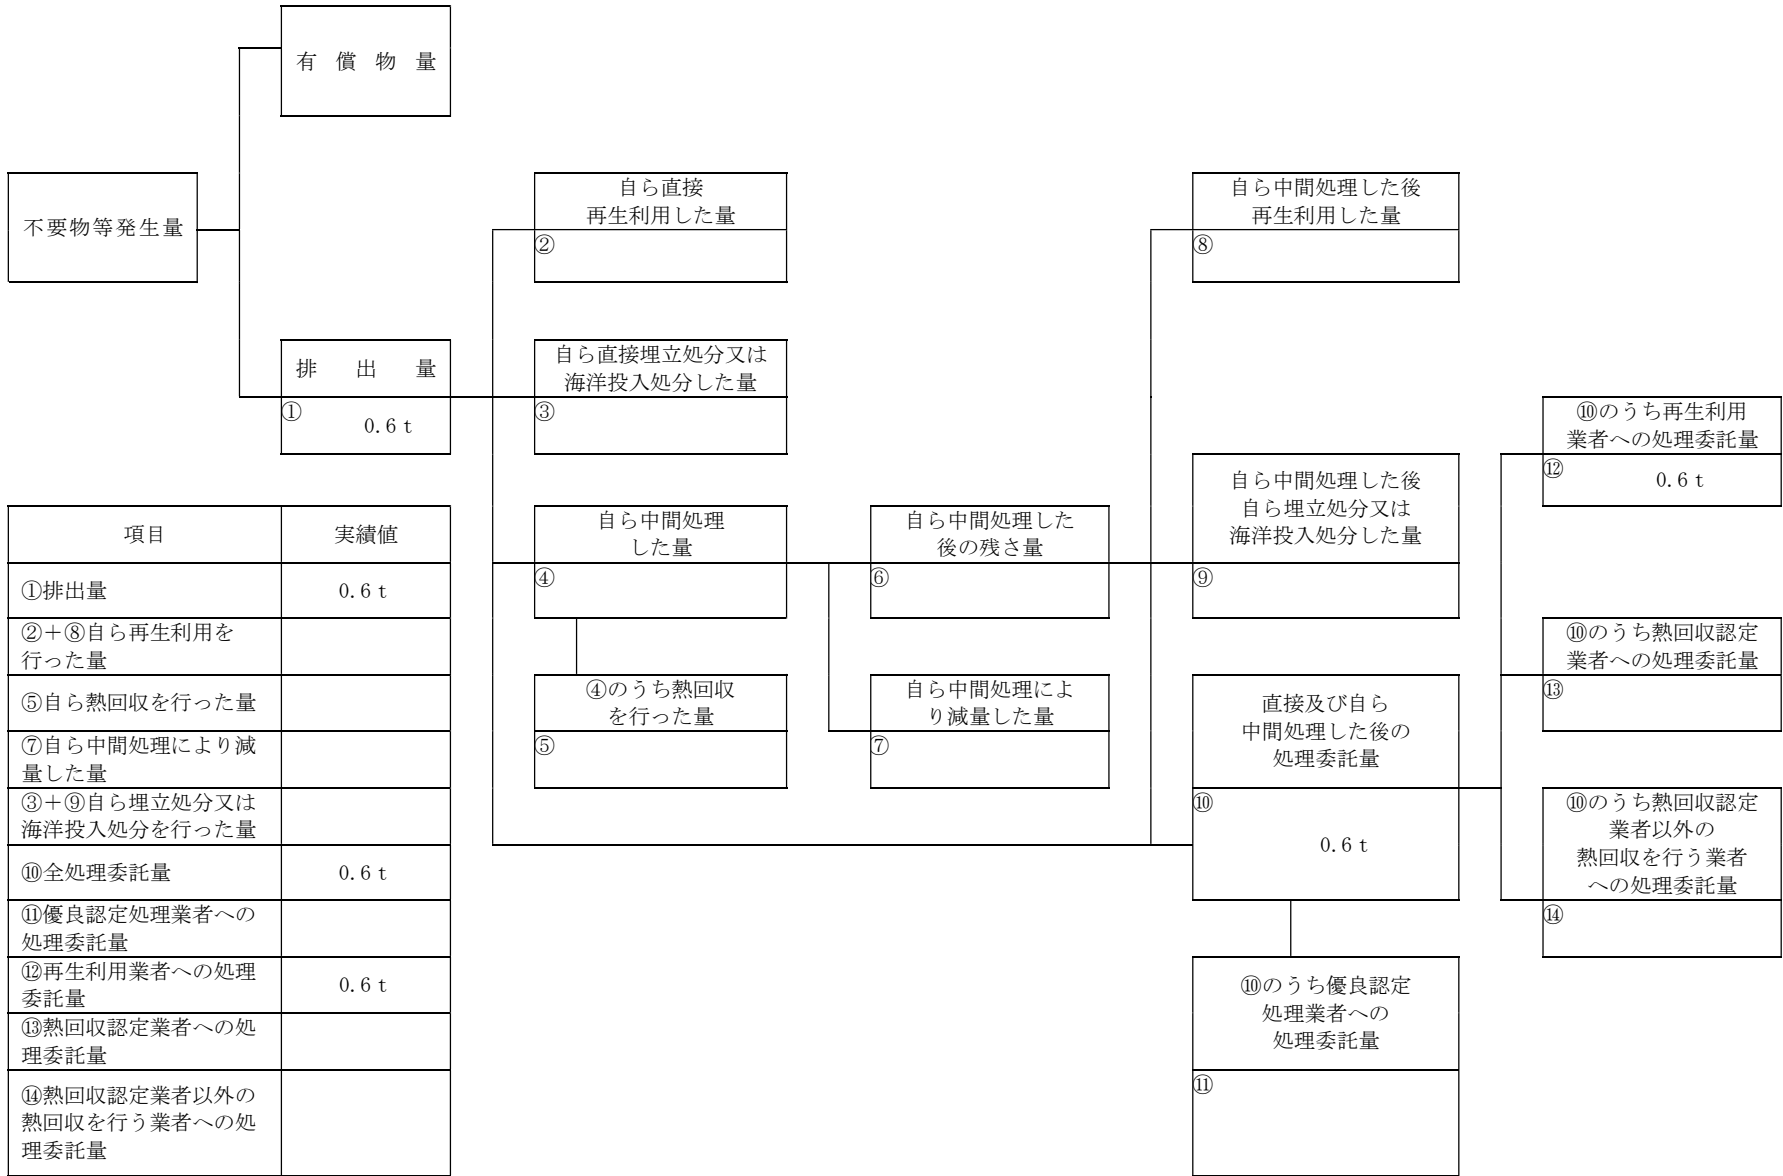 有償物量
不要物等発生量
自ら直接
再生利用した量
②
自ら中間処理した後
再生利用した量
⑧
排出量
①
0.6 t
自ら直接埋立処分又は
海洋投入処分した量
③
⑩のうち再生利用
業者への処理委託量
⑫
0.6 t
自ら中間処理した後
自ら埋立処分又は
海洋投入処分した量
⑨
自ら中間処理
した量
④
自ら中間処理した
後の残さ量
⑥
⑩のうち熱回収認定
業者への処理委託量
⑬
④のうち熱回収
を行った量
⑤
自ら中間処理によ
り減量した量
⑦
直接及び自ら
中間処理した後の
処理委託量
⑩
0.6 t
⑩のうち熱回収認定
業者以外の
熱回収を行う業者
への処理委託量
⑭
⑩のうち優良認定
処理業者への
処理委託量
⑪
項目
実績値
①排出量
0.6 t
②+⑧自ら再生利用を
行った量
⑤自ら熱回収を行った量
⑦自ら中間処理により減
量した量
③+⑨自ら埋立処分又は
海洋投入処分を行った量
⑩全処理委託量
0.6 t
⑪優良認定処理業者への
処理委託量
⑫再生利用業者への処理
委託量
0.6 t
⑬熱回収認定業者への処
理委託量
⑭熱回収認定業者以外の
熱回収を行う業者への処
理委託量